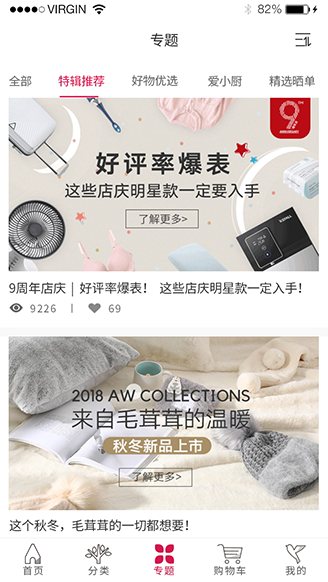 VIRGIN 12:00 PM 82%
专题
全部 特辑推荐 好物优选 爱小厨 精选晒单
9
好评率爆表
这些店庆明星款一定要入手
了解更多>
9周年店庆 | 好评率爆表！ 这些店庆明星款一定要入手！
9226 | 69
2018 AW COLLECTIONS
来自毛茸茸的温暖
秋冬新品上市
了解更多>
这个秋冬，毛茸茸的一切都想要！
首页 分类 专题 购物车 我的